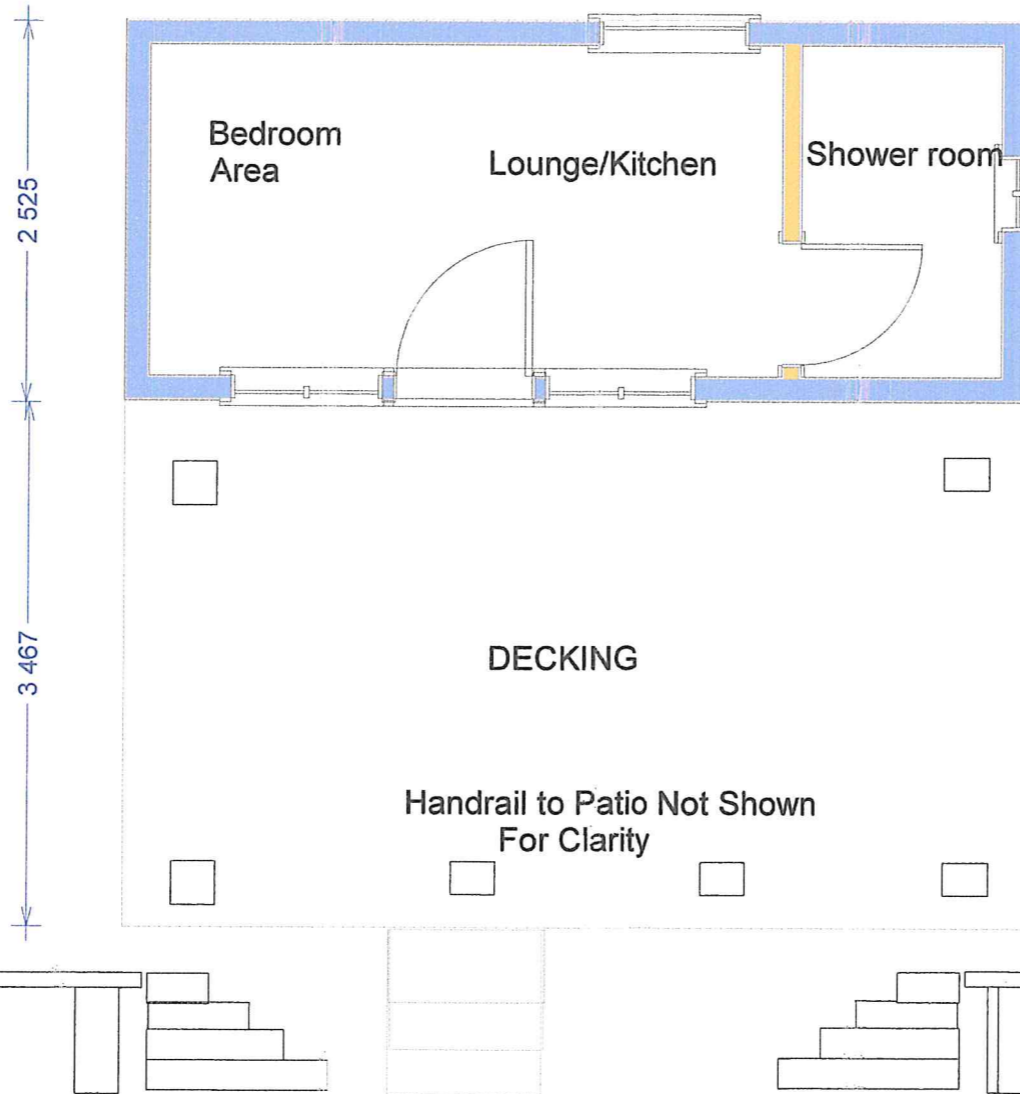 2 525
Bedroom
Area
Lounge/Kitchen
Shower room
3 467
DECKING
Handrail to Patio Not Shown
For Clarity